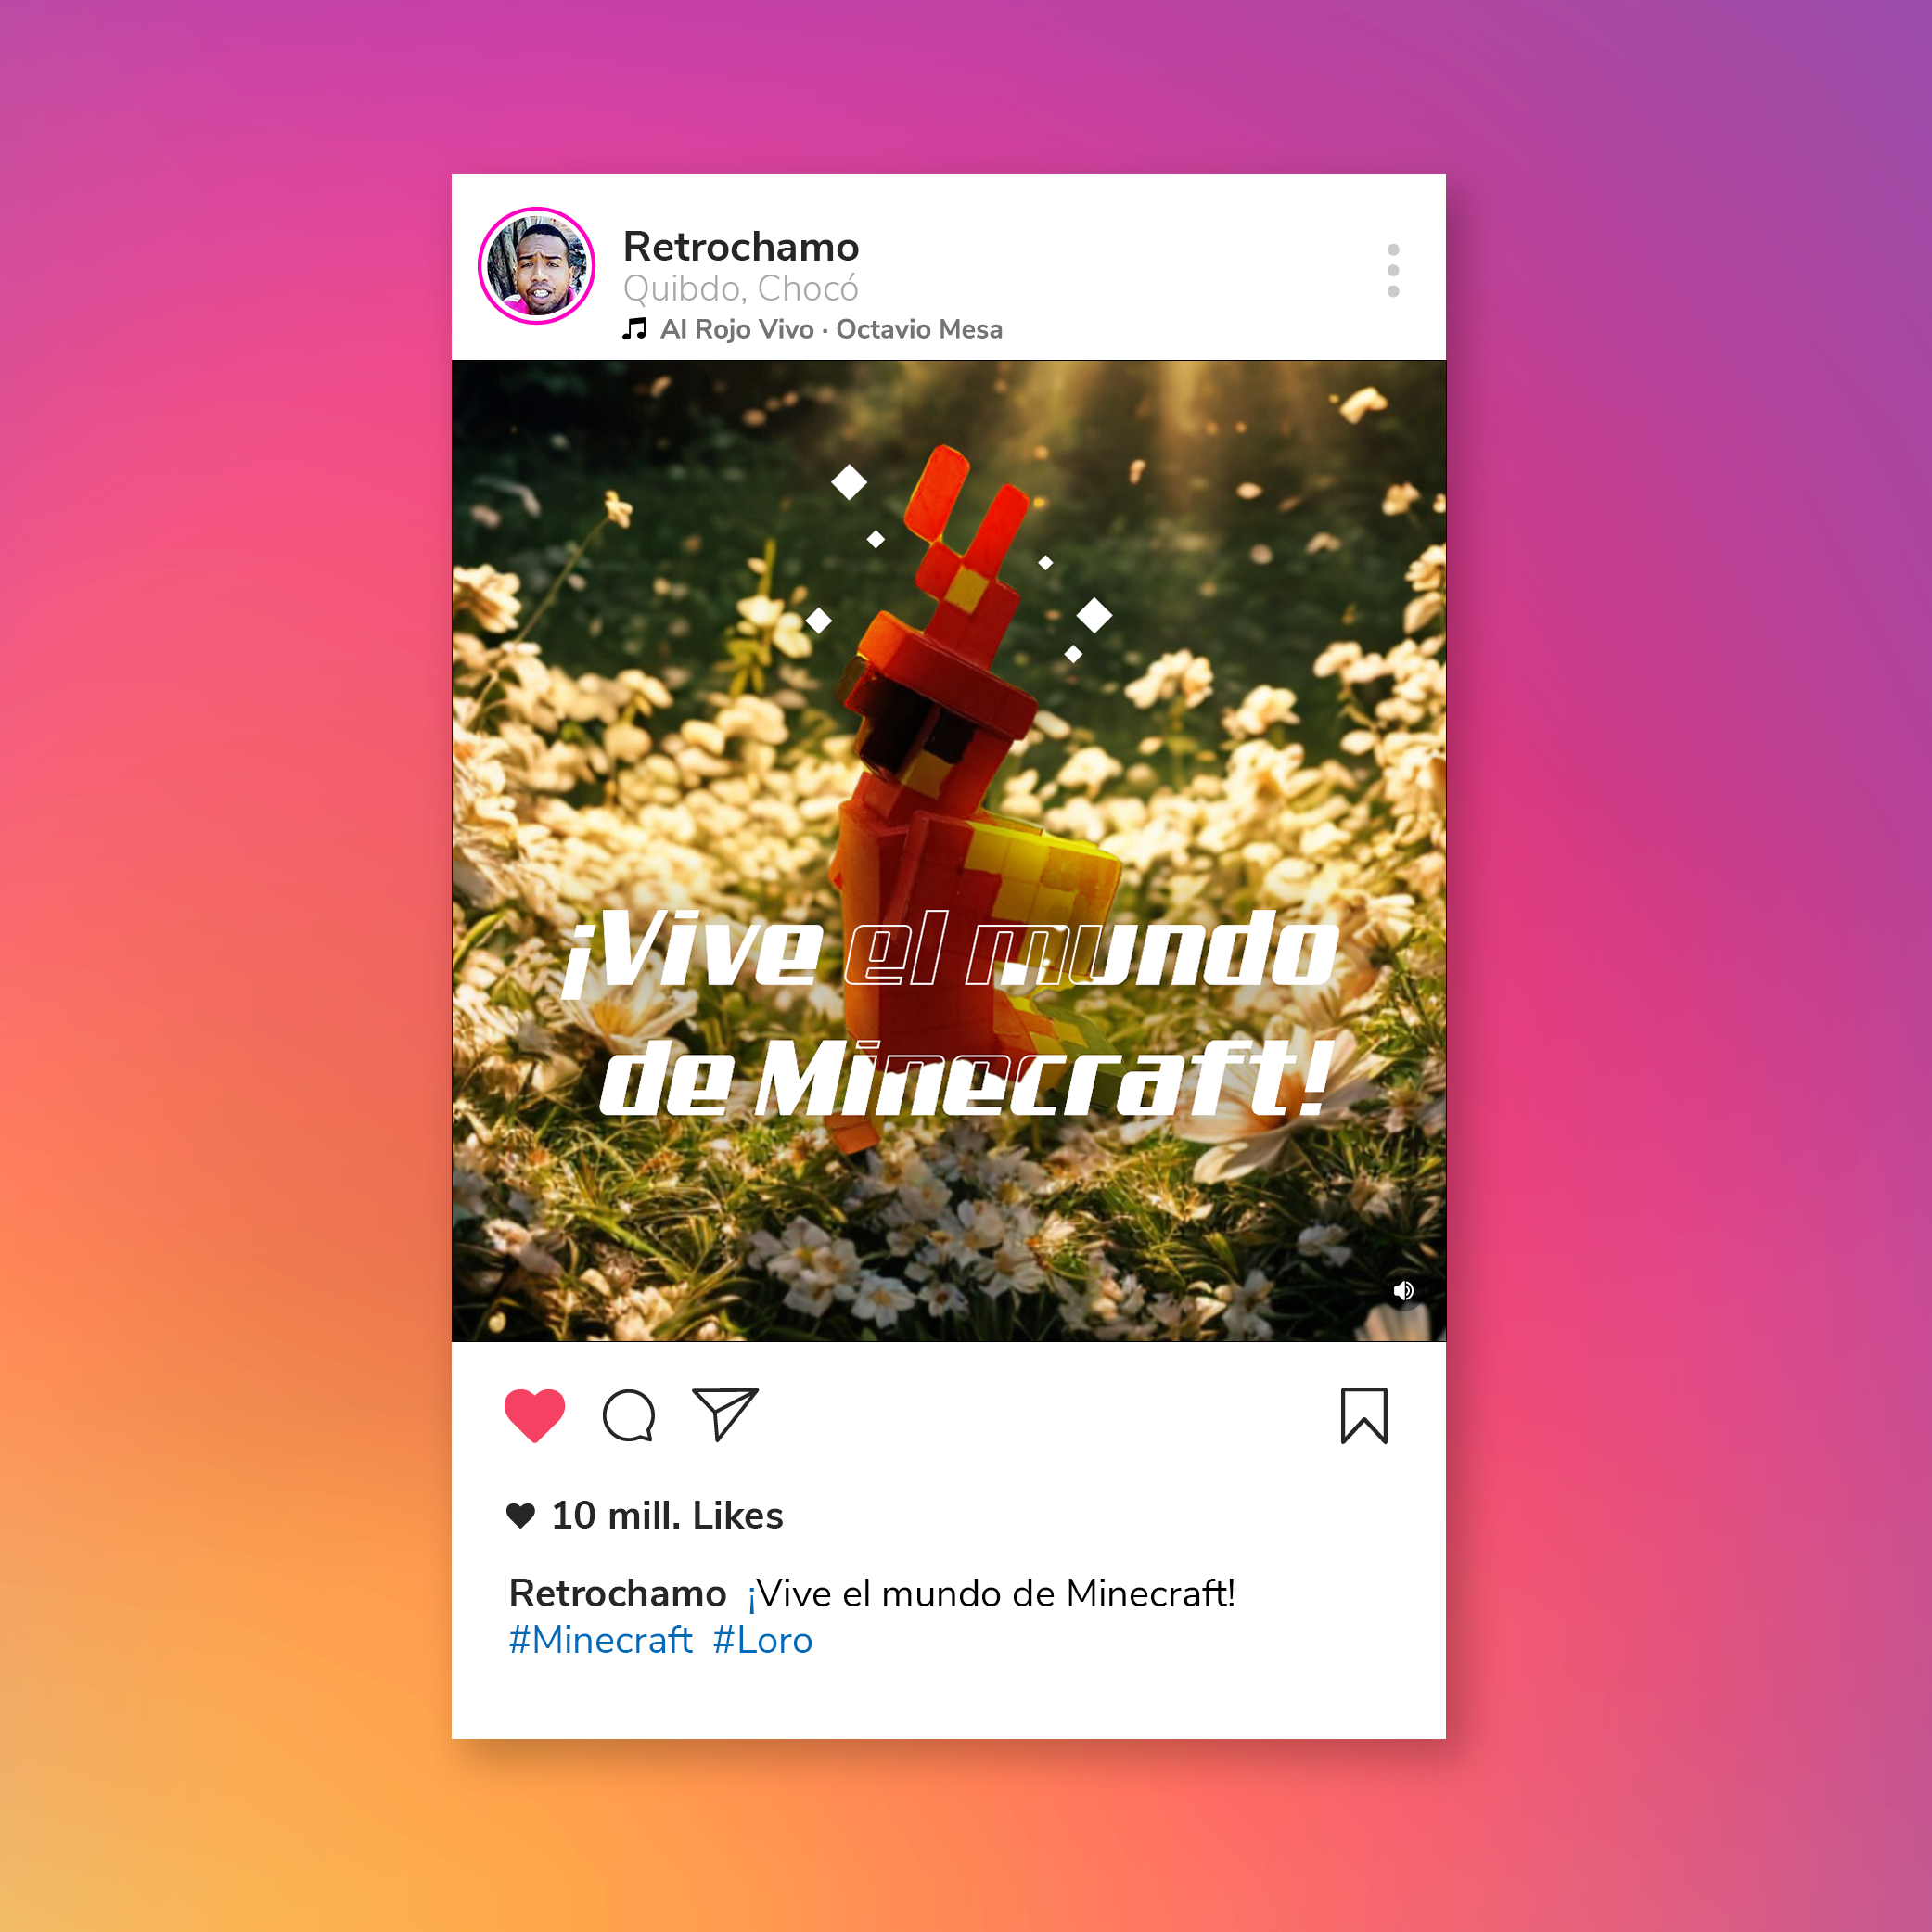 Retrochamo
Quibdo, Chocó
Al Rojo Vivo · Octavio Mesa
¡Vive el mundo
de Minecraft!
10 mill. Likes
Retrochamo ¡Vive el mundo de Minecraft!
#Minecraft #Loro